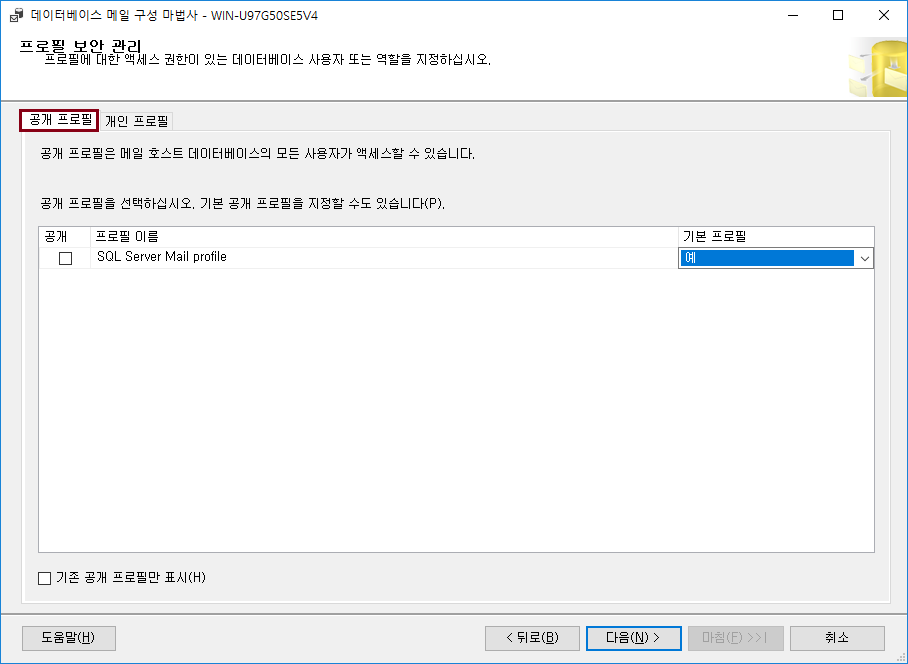 데이터베이스 메일 구성 마법사 - WIN-U97G50SE5V4
프로필 보안 관리
프로필에 대한 액세스 권한이 있는 데이터베이스 사용자 또는 역할을 지정하십시오.
공개 프로필 개인 프로필
공개 프로필은 메일 호스트 데이터베이스의 모든 사용자가 액세스할 수 있습니다.
공개 프로필을 선택하십시오. 기본 공개 프로필을 지정할 수도 있습니다(P).
공개 프로필 이름 기본 프로필
SQL Server Mail profile 예
기존 공개 프로필만 표시(H)
도움말(H) < 뒤로(B) 다음(N) > 마침(F) >>| 취소